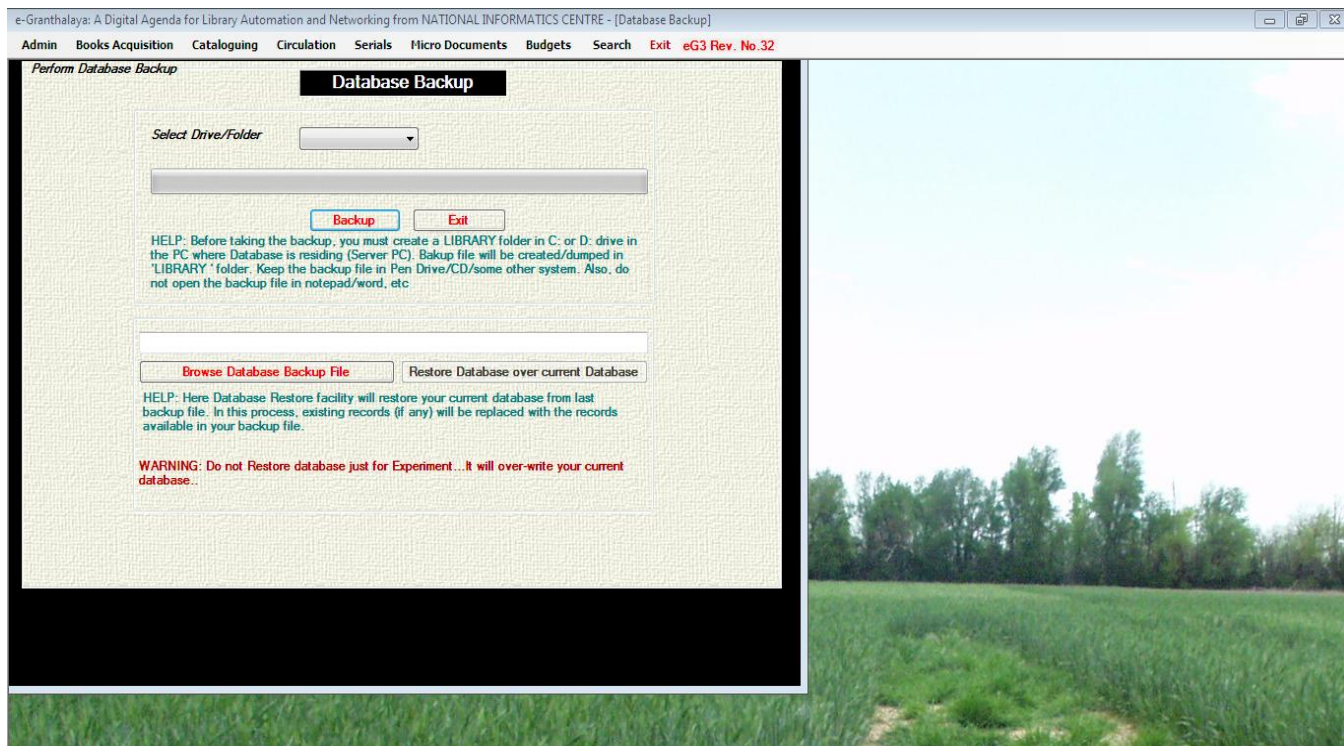 e-Granthalaya: A Digital Agenda for Library Automation and Networking from NATIONAL INFORMATICS CENTRE - [Database Backup]
Admin Books Acquisition Cataloguing Circulation Serials Micro Documents Budgets Search Exit eG3 Rev. No.32
Perform Database Backup
Database Backup
Select Drive/Folder
Backup Exit
HELP: Before taking the backup, you must create a LIBRARY folder in C: or D: drive in
the PC where Database is residing (Server PC). Bakup file will be created/dumped in
'LIBRARY ' folder. Keep the backup file in Pen Drive/CD/some other system. Also, do
not open the backup file in notepad/word, etc
Browse Database Backup File Restore Database over current Database
HELP: Here Database Restore facility will restore your current database from last
backup file. In this process, existing records (if any) will be replaced with the records
available in your backup file.
WARNING: Do not Restore database just for Experiment...It will over-write your current
database..